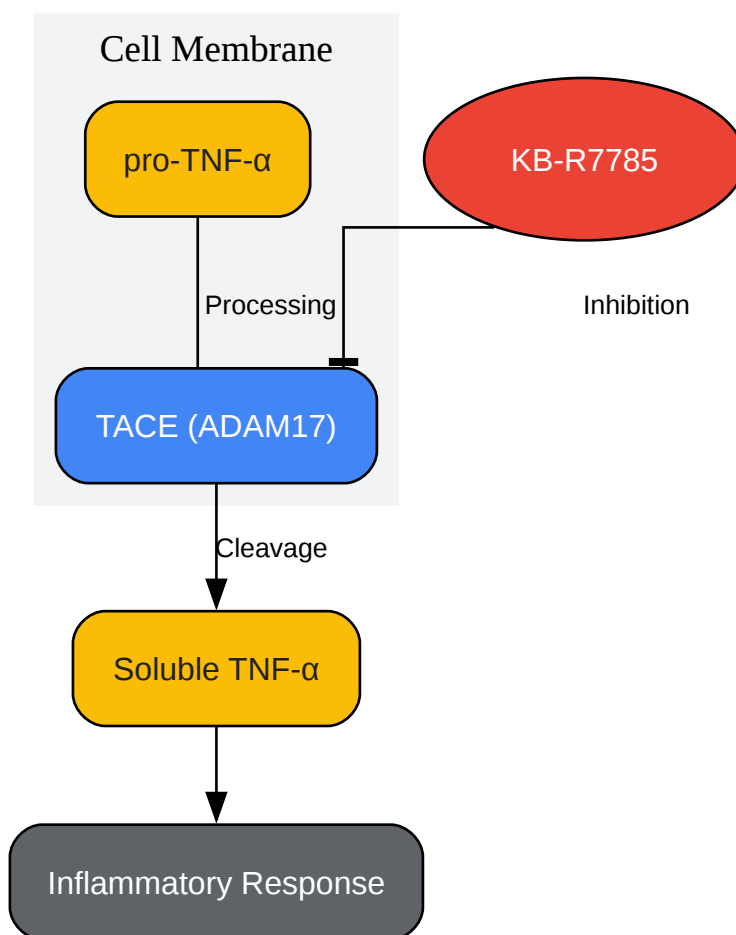 Cell Membrane
pro-TNF-α
KB-R7785
Processing
Inhibition
TACE (ADAM17)
Cleavage
Soluble TNF-α
Inflammatory Response